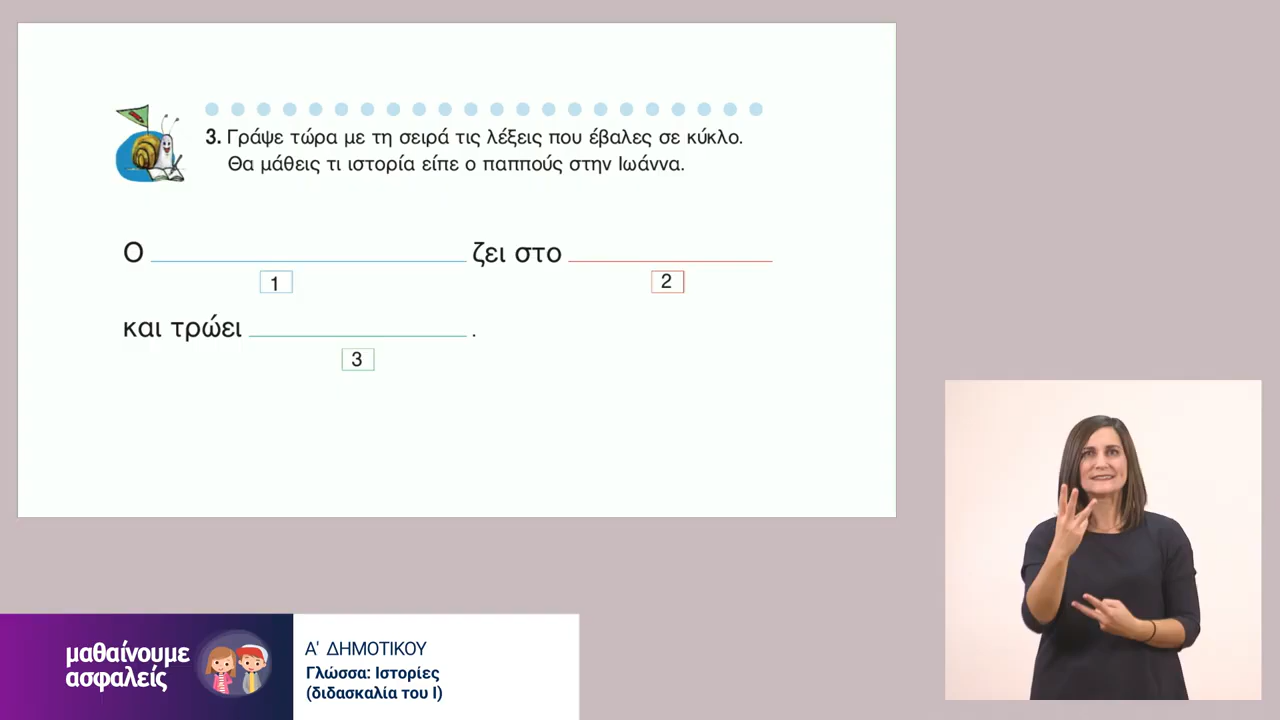 3. Γράψε τώρα με τη σειρά τις λέξεις που έβαλες σε κύκλο.
Θα μάθεις τι ιστορία είπε ο παππούς στην Ιωάννα.
Ο ζει στο
1 2
και τρώει .
3
μαθαίνουμε
ασφαλείς
Α' ΔΗΜΟΤΙΚΟΥ
Γλώσσα: Ιστορίες
(διδασκαλία του Ι)